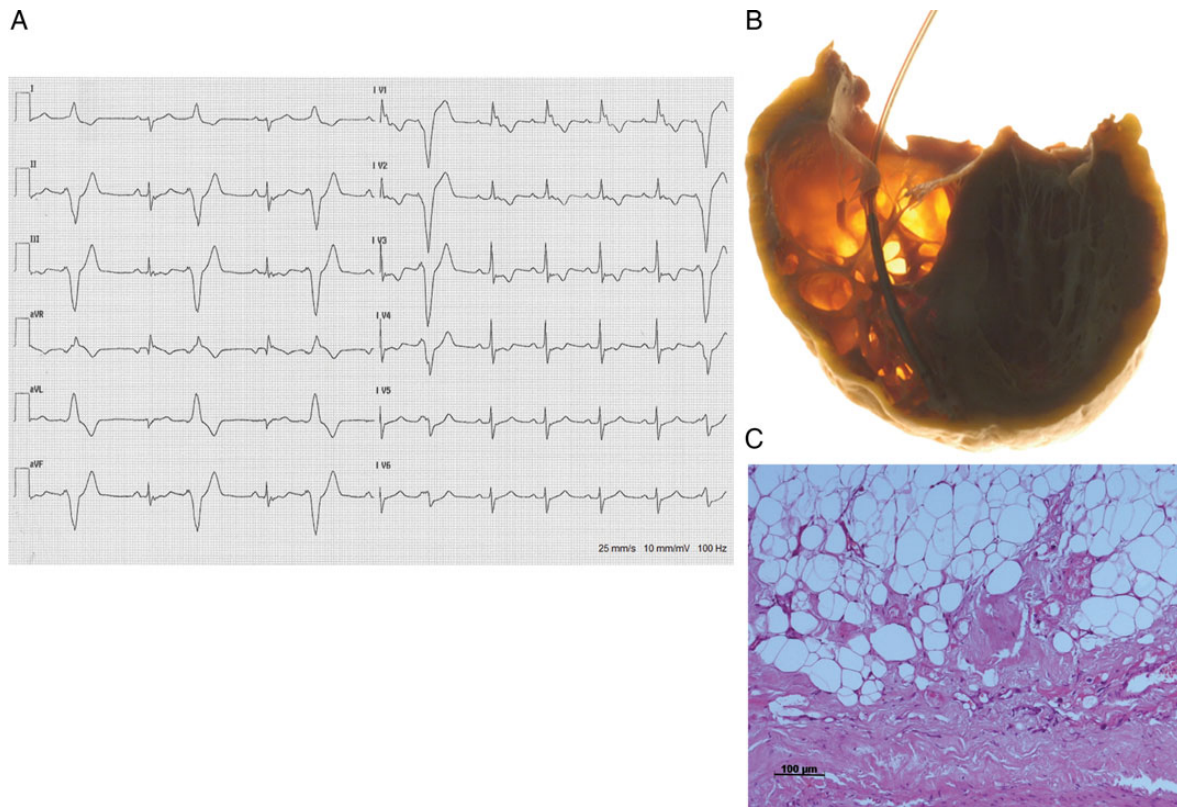 A
B
I
I V1
II
I V2
III
I V3
aVR
I V4
aVL
I V5
aVF
I V6
25 mm/s 10 mm/mV 100 Hz
C
100 µm